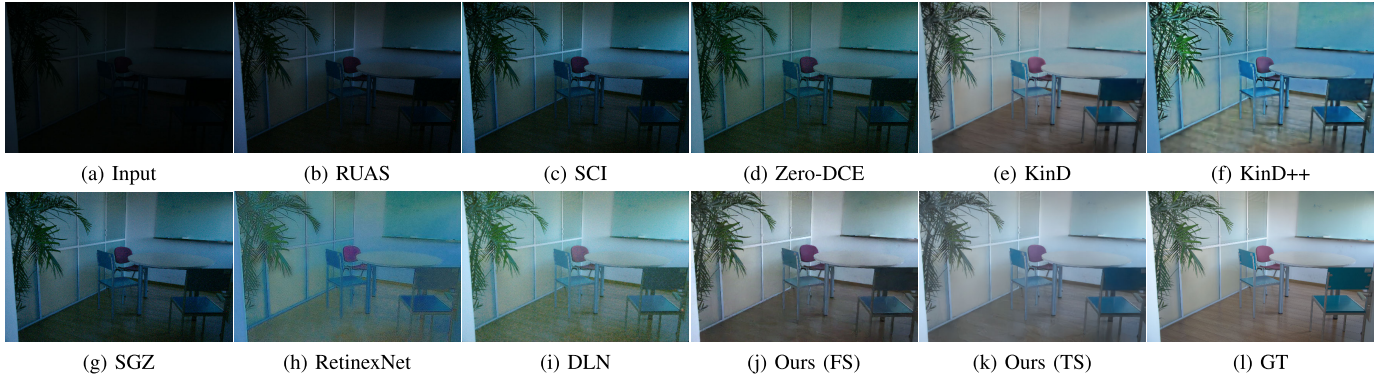 (a) Input (b) RUAS (c) SCI (d) Zero-DCE (e) KinD (f) KinD++
(g) SGZ (h) RetinexNet (i) DLN (j) Ours (FS) (k) Ours (TS) (l) GT